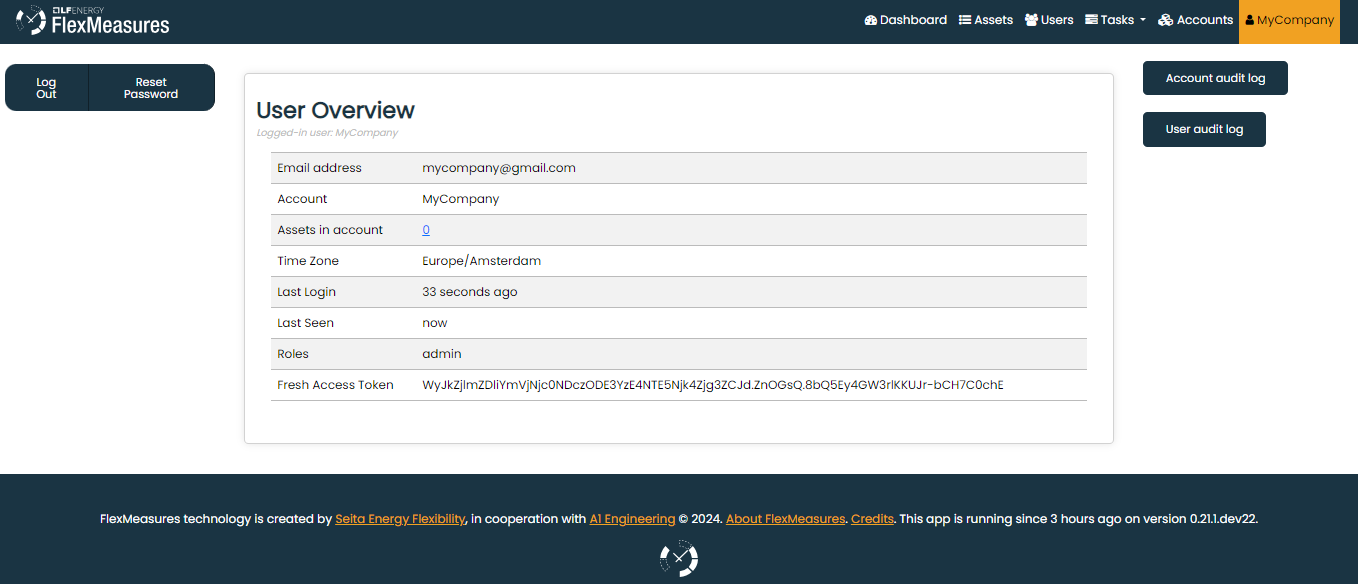 LFENERGY
FlexMeasures
Dashboard Assets Users Tasks Accounts MyCompany
Log Out
Reset Password
Account audit log
User audit log
User Overview
Logged-in user: MyCompany
Email address mycompany@gmail.com
Account MyCompany
Assets in account 0
Time Zone Europe/Amsterdam
Last Login 33 seconds ago
Last Seen now
Roles admin
Fresh Access Token WyJkZjlmZDliYmVjNjc0NDczODE3YzE4NTE5Njk4Zjg3ZCJd.ZnOGsQ.8bQ5Ey4GW3rlKKUJr-bCH7C0chE
FlexMeasures technology is created by Seita Energy Flexibility, in cooperation with A1 Engineering © 2024. About FlexMeasures. Credits. This app is running since 3 hours ago on version 0.21.1.dev22.